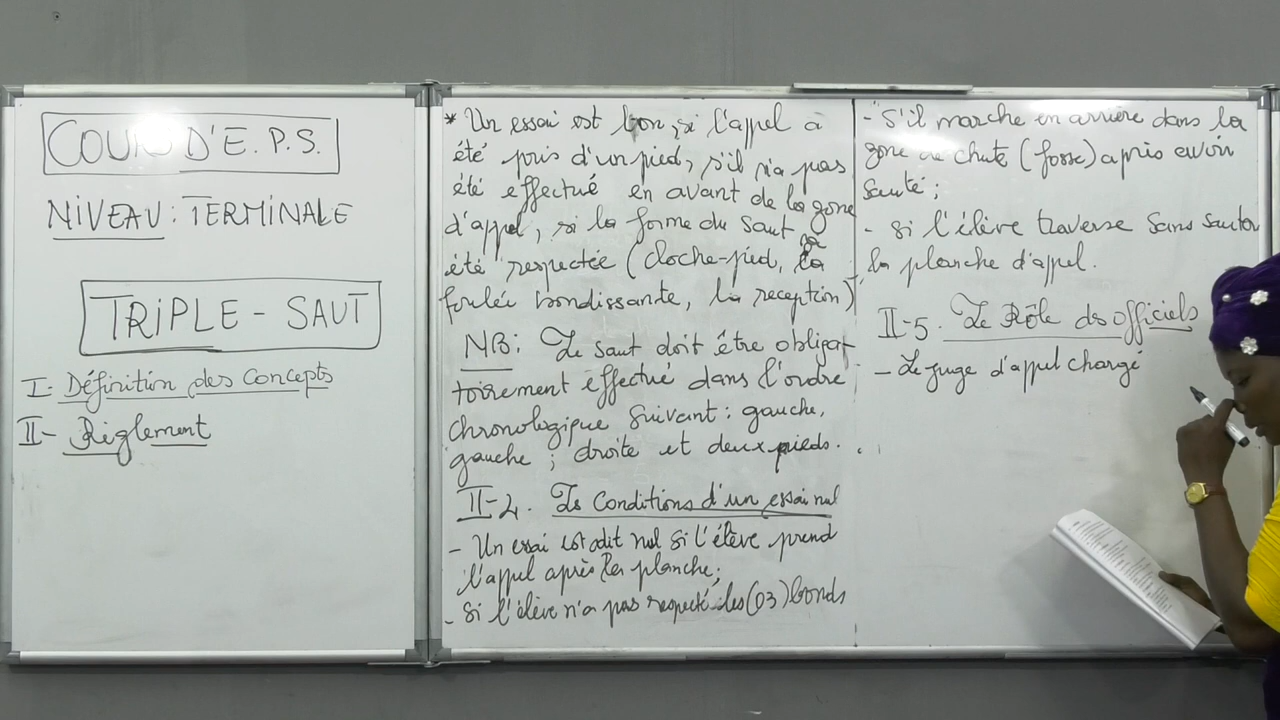 COURS D'E.P.S.
NIVEAU : TERMINALE
TRIPLE - SAUT
I- Définition des Concepts
II- Règlement
* Un essai est bon, si l'appel à
été pris d'un pied, s'il n'a pas
été effectué en avant de la zone
d'appel, si la forme du saut a
été respectée (cloche-pied, la
foulée bondissante, la reception)
NB: Le saut doit être obligat
toirement effectué dans l'ordre
chronologique suivant : gauche,
gauche ; droite et deux pieds.
II-4. Les Conditions d'un essai nul
- Un essai est dit nul si l'élève prend
l'appel après la planche;
- si l'élève n'a pas respecté les (03) bonds
- S'il marche en arrière dans la
zone de chute (fosse) après avoir
sauté;
- si l'élève traverse sans sauter
la planche d'appel.
II-5. Le Rôle des officiels
- Le juge d'appel chargé